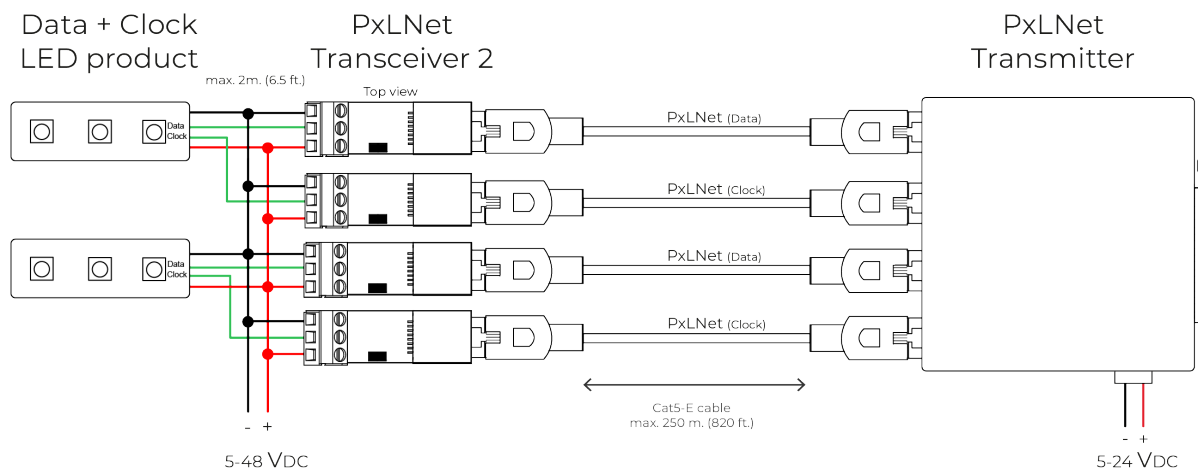 Data + Clock
LED product
PxLNet
Transceiver 2
PxLNet
Transmitter
max. 2m. (6.5 ft.)
Top view
Data
Clock
PxLNet (Data)
PxLNet (Clock)
Data
Clock
PxLNet (Data)
PxLNet (Clock)
Cat5-E cable
max. 250 m. (820 ft.)
- +
5-48 VDC
- +
5-24 VDC